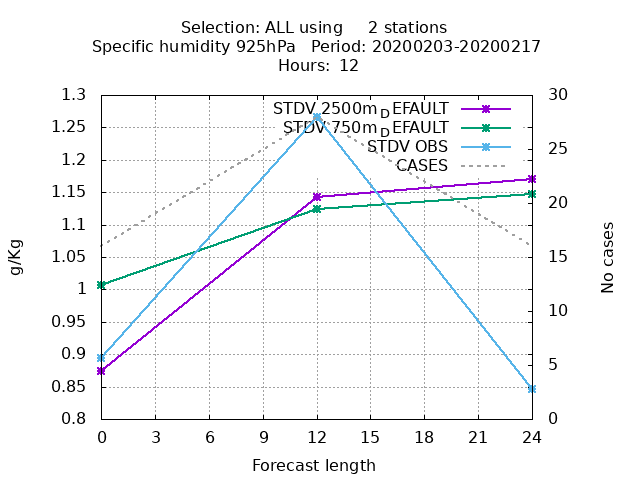 Selection: ALL using     2 stations
Specific humidity 925hPa   Period: 20200203-20200217
Hours:  12
STDV 2500m_DEFAULT
STDV 750m_DEFAULT
STDV OBS
CASES
g/Kg
1.3
1.25
1.2
1.15
1.1
1.05
1
0.95
0.9
0.85
0.8
30
25
20
15
10
5
0
No cases
0 3 6 9 12 15 18 21 24
Forecast length